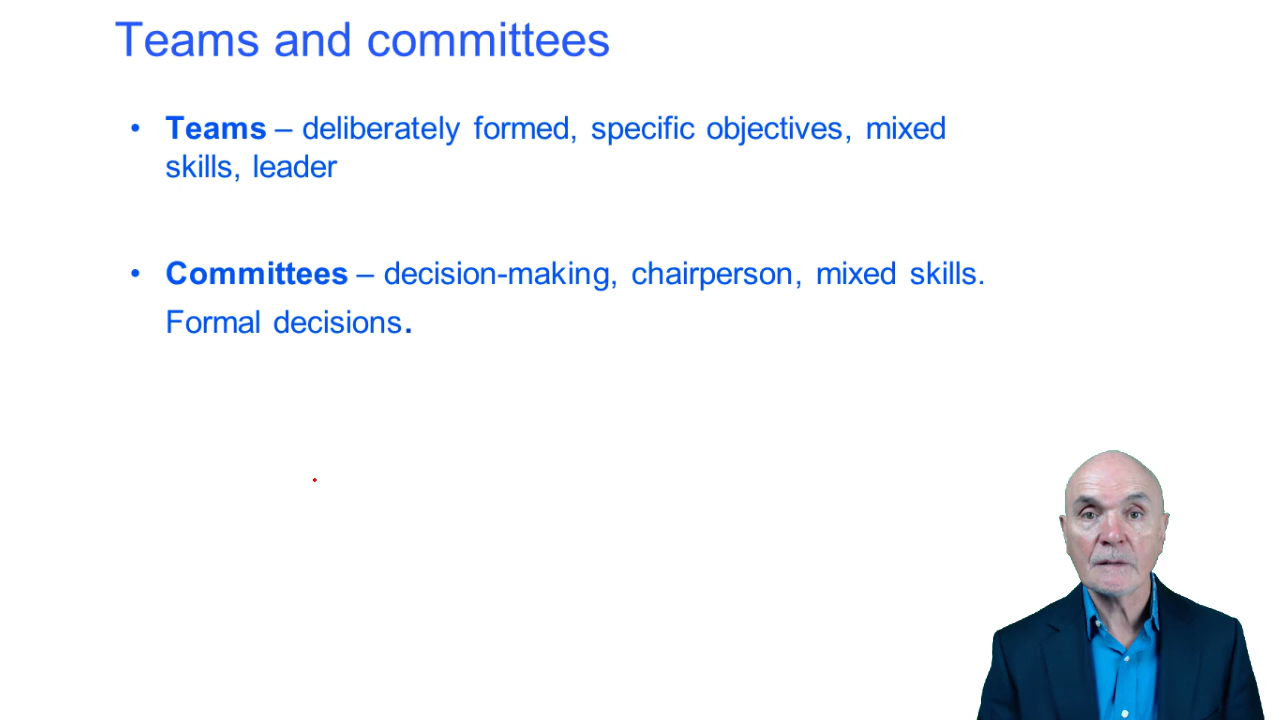 Teams and committees
• Teams – deliberately formed, specific objectives, mixed
skills, leader
• Committees – decision-making, chairperson, mixed skills.
Formal decisions.